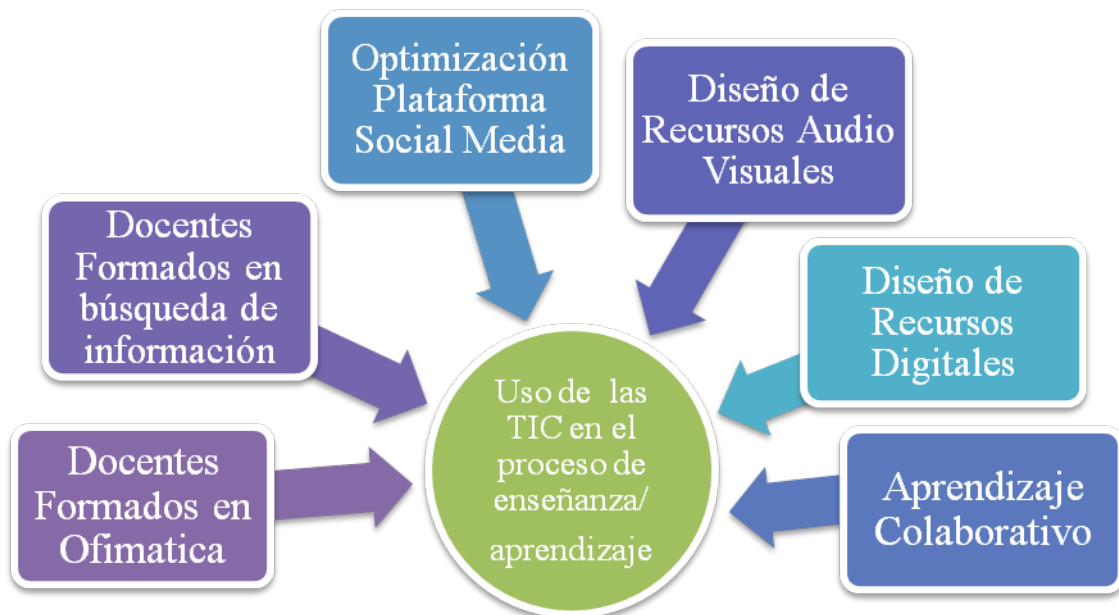 Optimización
Plataforma
Social Media
Diseño de
Recursos Audio
Visuales
Docentes
Formados en
búsqueda de
información
Diseño de
Recursos
Digitales
Docentes
Formados en
Ofimatica
Uso de las
TIC en el
proceso de
enseñanza/
aprendizaje
Aprendizaje
Colaborativo